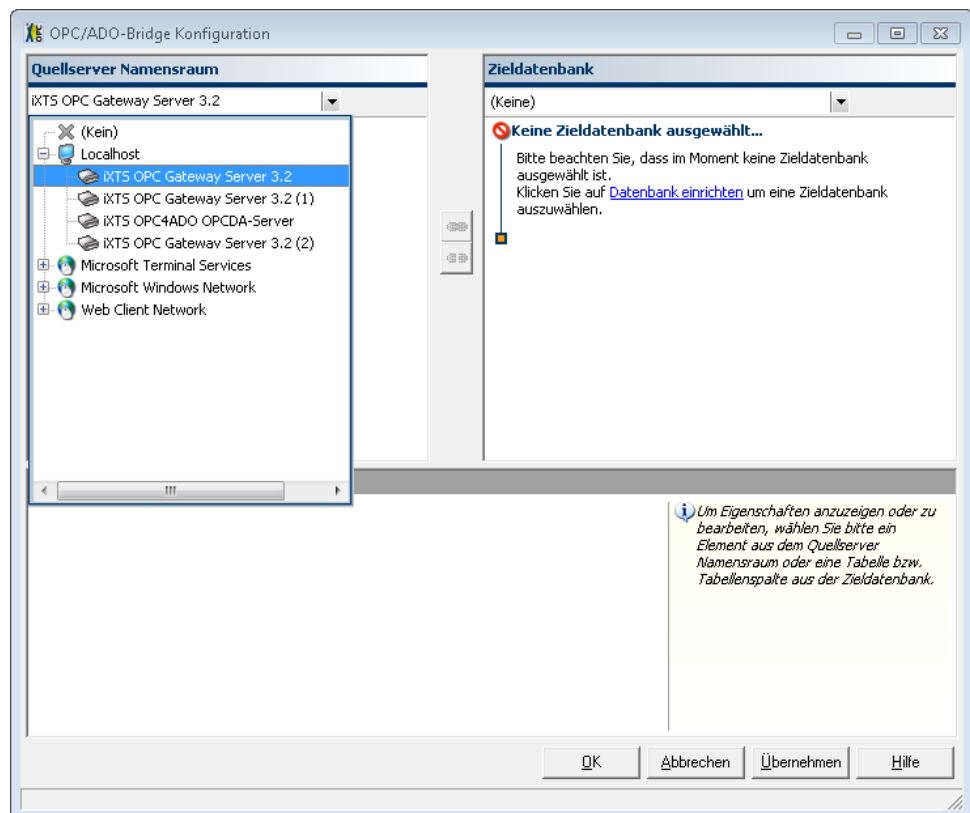 OPC/ADO-Bridge Konfiguration
Quellserver Namensraum
iXTS OPC Gateway Server 3.2
(Kein)
Localhost
iXTS OPC Gateway Server 3.2
iXTS OPC Gateway Server 3.2 (1)
iXTS OPC4ADO OPCDA-Server
iXTS OPC Gateway Server 3.2 (2)
Microsoft Terminal Services
Microsoft Windows Network
Web Client Network
Zieldatenbank
(Keine)
Keine Zieldatenbank ausgewählt...
Bitte beachten Sie, dass im Moment keine Zieldatenbank
ausgewählt ist.
Klicken Sie auf Datenbank einrichten um eine Zieldatenbank
auszuwählen.
Um Eigenschaften anzuzeigen oder zu
bearbeiten, wählen Sie bitte ein
Element aus dem Quellserver
Namensraum oder eine Tabelle bzw.
Tabellenspalte aus der Zieldatenbank.
OK
Abbrechen
Übernehmen
Hilfe